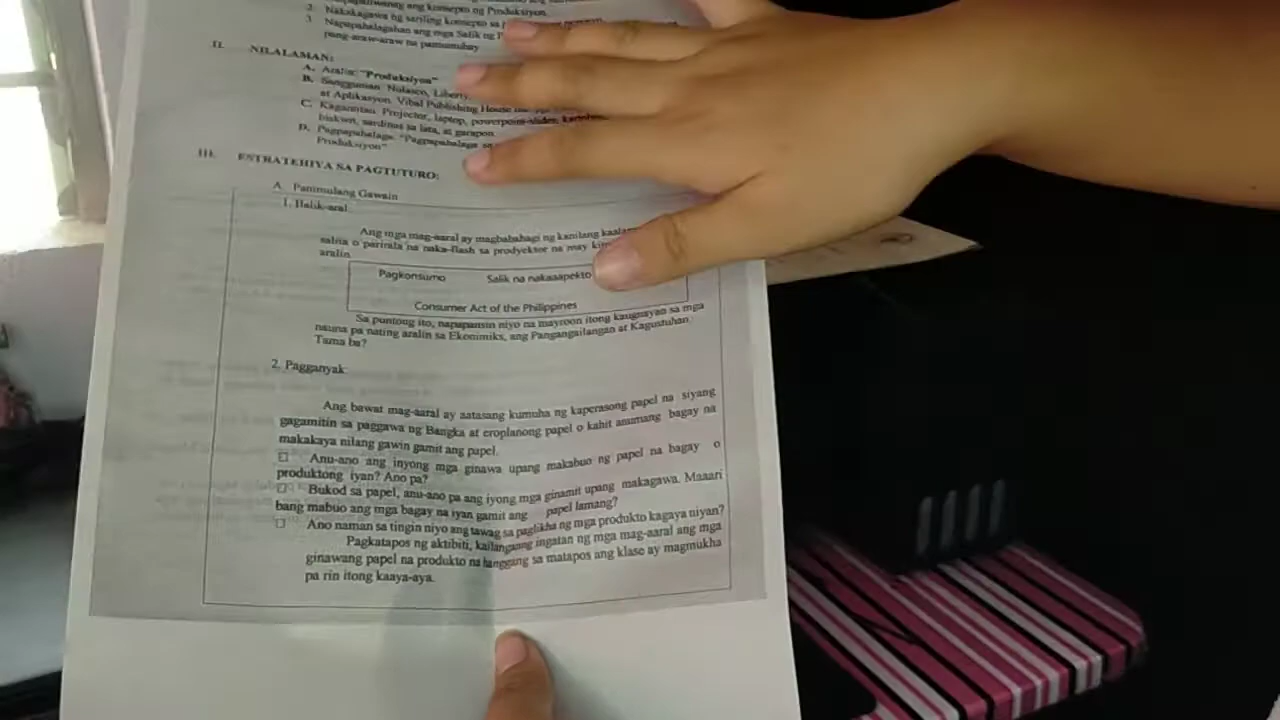 ang konsepto ng Produksiyon
2. Nakakagawa ng sariling konsepto sa
3. Napapahalagahan ang mga Salik ng
pang-araw-araw na pamumuhay
II. NILALAMAN:
A. Aralin: "Produksiyon"
B. Sanggunian: Nolasco, Liberty.
at Aplikasyon. Vibal Publishing House
C. Kagamitan: Projector, laptop, powerpoint-slides,
biskwit, sardinas sa lata, at garapon.
D. Pagpapahalaga: "Pagpapahalaga sa
Produksiyon"
III. ESTRATEHIYA SA PAGTUTURO:
A. Panimulang Gawain
1. Balik-aral
Ang mga mag-aaral ay magbabahagi ng kanilang
salita o parirala na naka-flash sa prodyektor na may
aralin.
Pagkonsumo Salik na nakaaapekto
Consumer Act of the Philippines
Sa puntong ito, napapansin niyo na mayroon itong kaugnayan sa mga
nauna pa nating aralin sa Ekonimiks, ang Pangangailangan at Kagustuhan.
Tama ba?
2. Pagganyak
Ang bawat mag-aaral ay aatasang kumuha ng kaperasong papel na siyang
gagamitin sa paggawa ng Bangka at eroplanong papel o kahit anumang bagay na
makakaya nilang gawin gamit ang papel.
Anu-ano ang inyong mga ginawa upang makabuo ng papel na bagay o
produktong iyan? Ano pa?
Bukod sa papel, anu-ano pa ang iyong mga ginamit upang makagawa. Maaari
bang mabuo ang mga bagay na iyan gamit ang papel lamang?
Ano naman sa tingin niyo ang tawag sa paglikha ng mga produkto kagaya niyan?
Pagkatapos ng aktibiti, kailangang ingatan ng mga mag-aaral ang mga
ginawang papel na produkto na hanggang sa matapos ang klase ay magmukha
pa rin itong kaaya-aya.